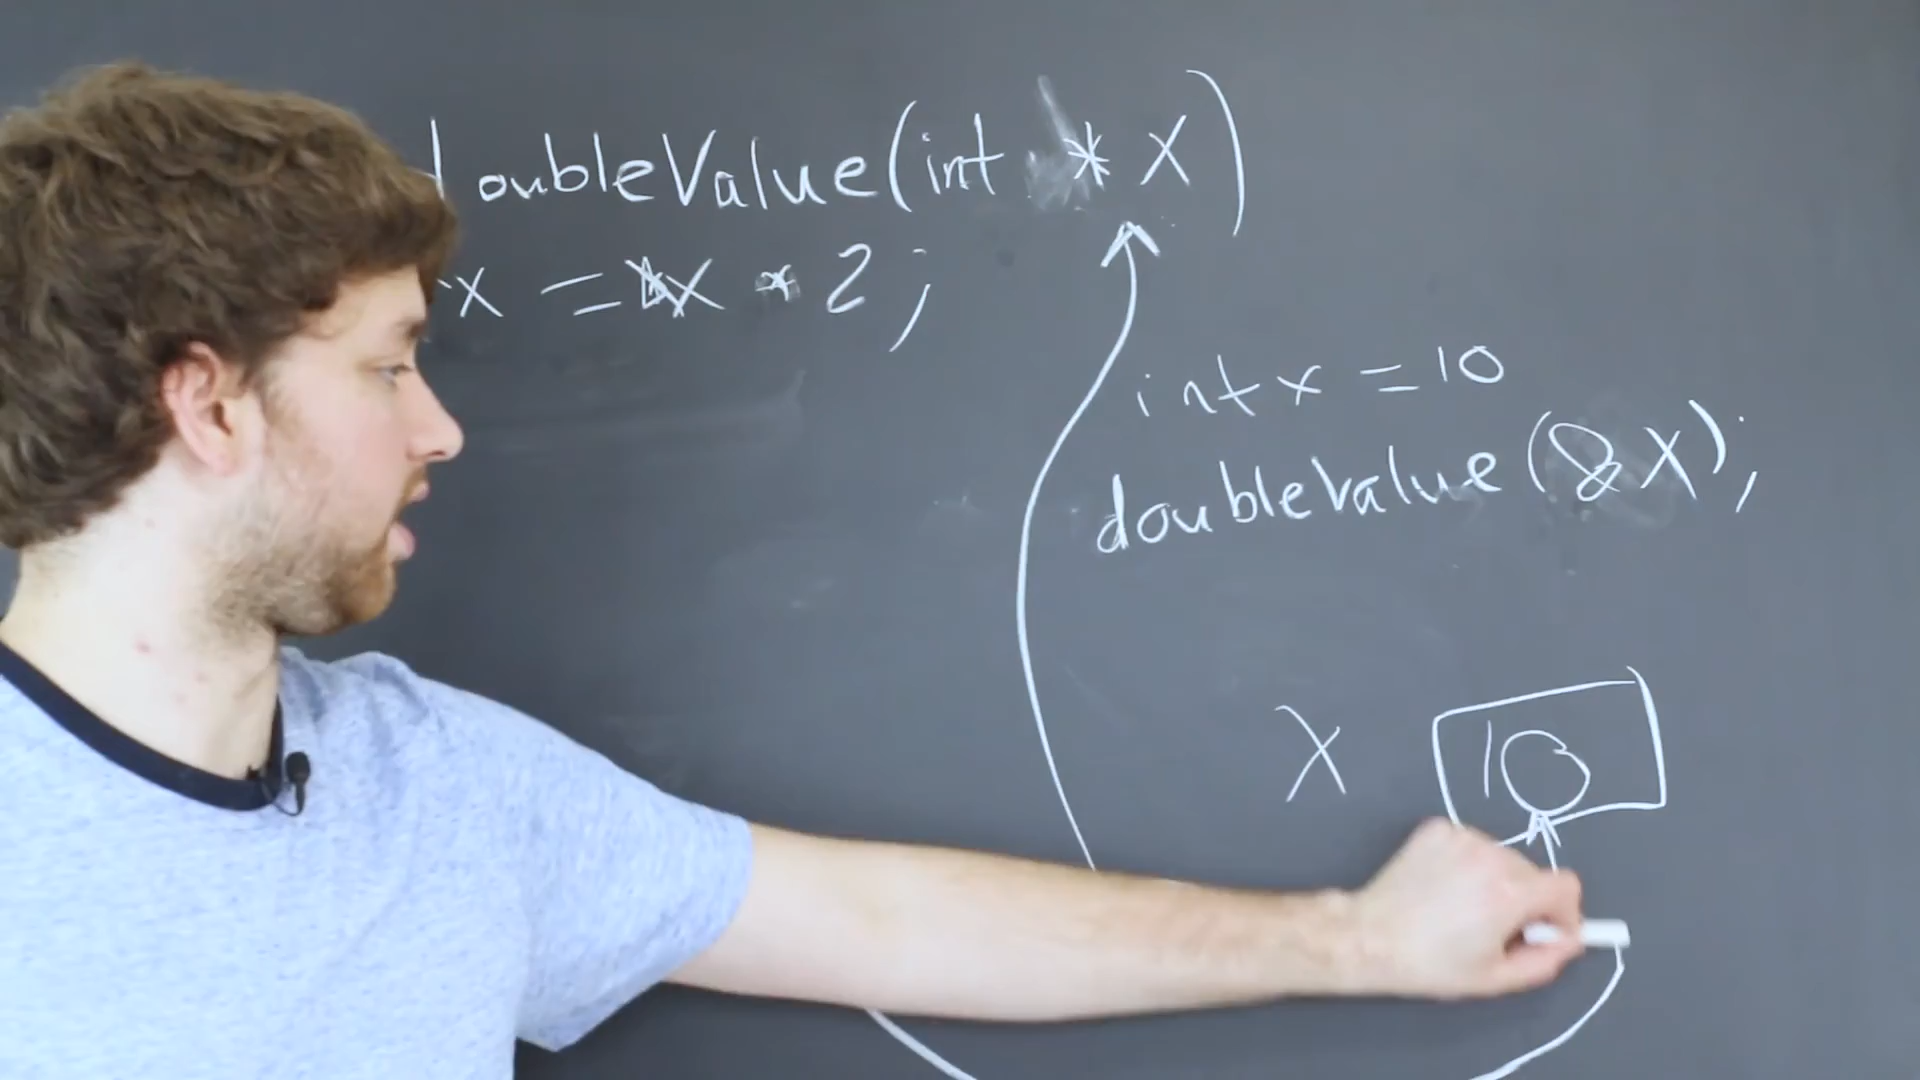 doubleValue(int * x)
*x = *x * 2;
int x = 10
doubleValue(&x);
x 10